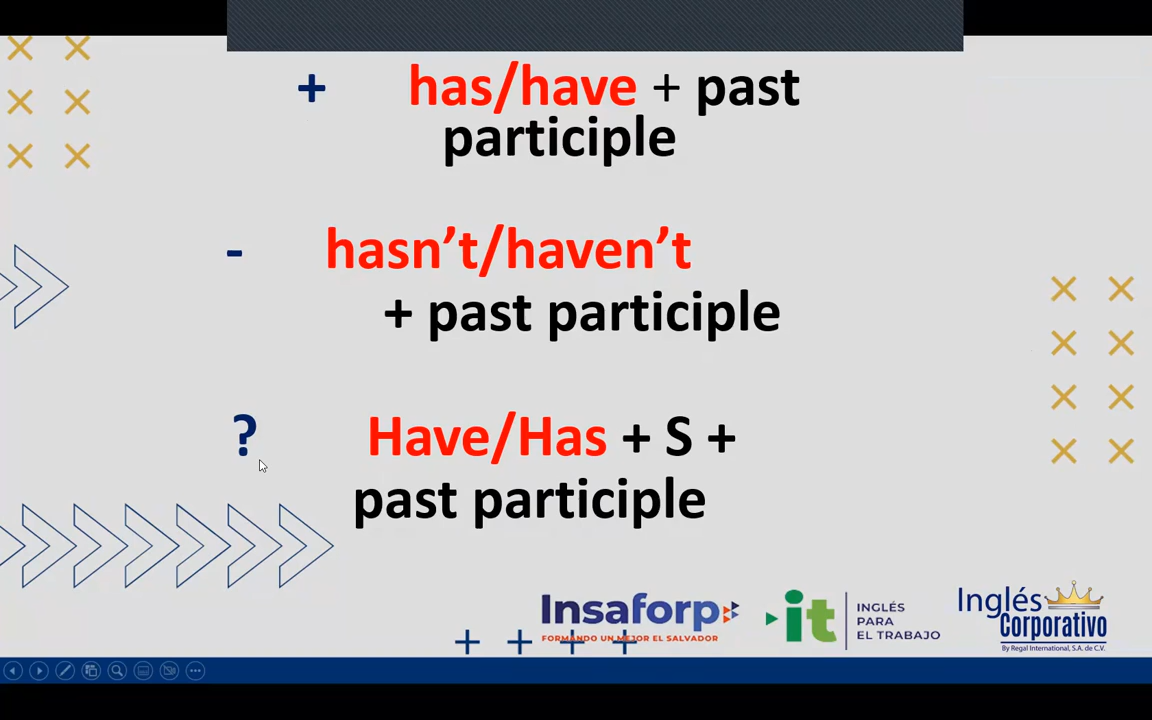 + has/have + past
participle
- hasn’t/haven’t
+ past participle
? Have/Has + S +
past participle
Insaforp
FORMANDO UN MEJOR EL SALVADOR
it
INGLÉS
PARA
EL TRABAJO
Inglés
Corporativo
By Regal International, S.A. de C.V.